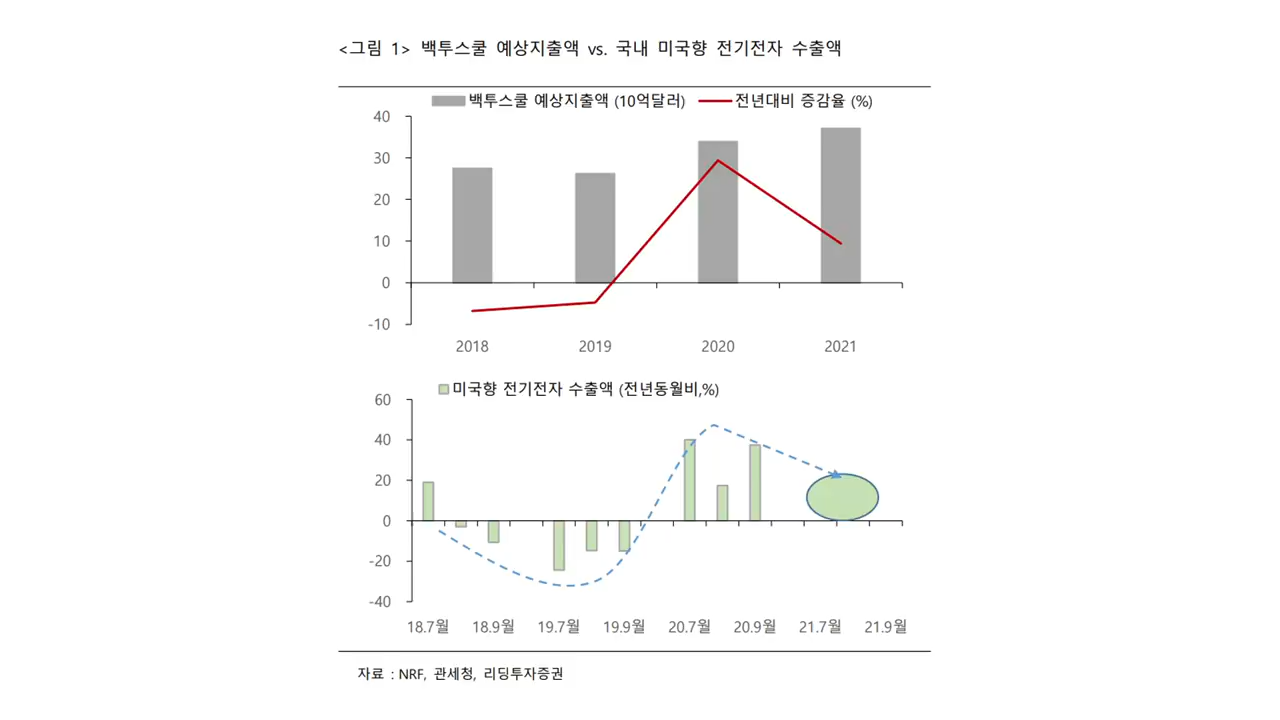 <그림 1> 백투스쿨 예상지출액 vs. 국내 미국향 전기전자 수출액
백투스쿨 예상지출액 (10억달러) 전년대비 증감율 (%)
40
30
20
10
0
-10
2018 2019 2020 2021
미국향 전기전자 수출액 (전년동월비,%)
60
40
20
0
-20
-40
18.7월 18.9월 19.7월 19.9월 20.7월 20.9월 21.7월 21.9월
자료 : NRF, 관세청, 리딩투자증권